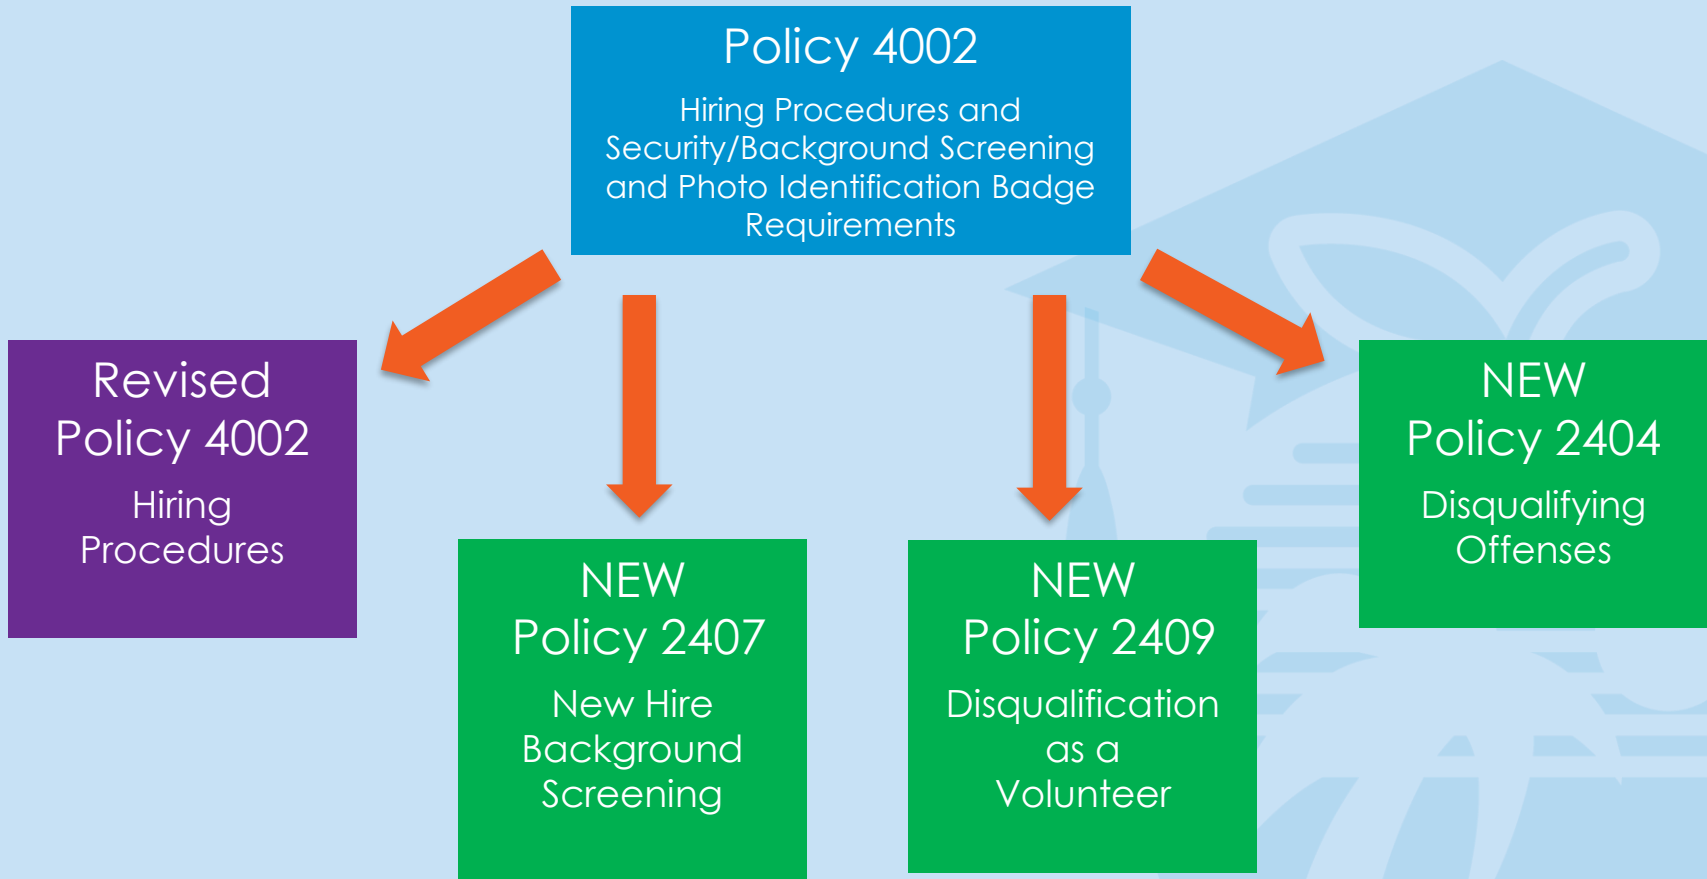 Policy 4002
Hiring Procedures and
Security/Background Screening
and Photo Identification Badge
Requirements
Revised
Policy 4002
Hiring
Procedures
NEW
Policy 2407
New Hire
Background
Screening
NEW
Policy 2409
Disqualification
as a
Volunteer
NEW
Policy 2404
Disqualifying
Offenses